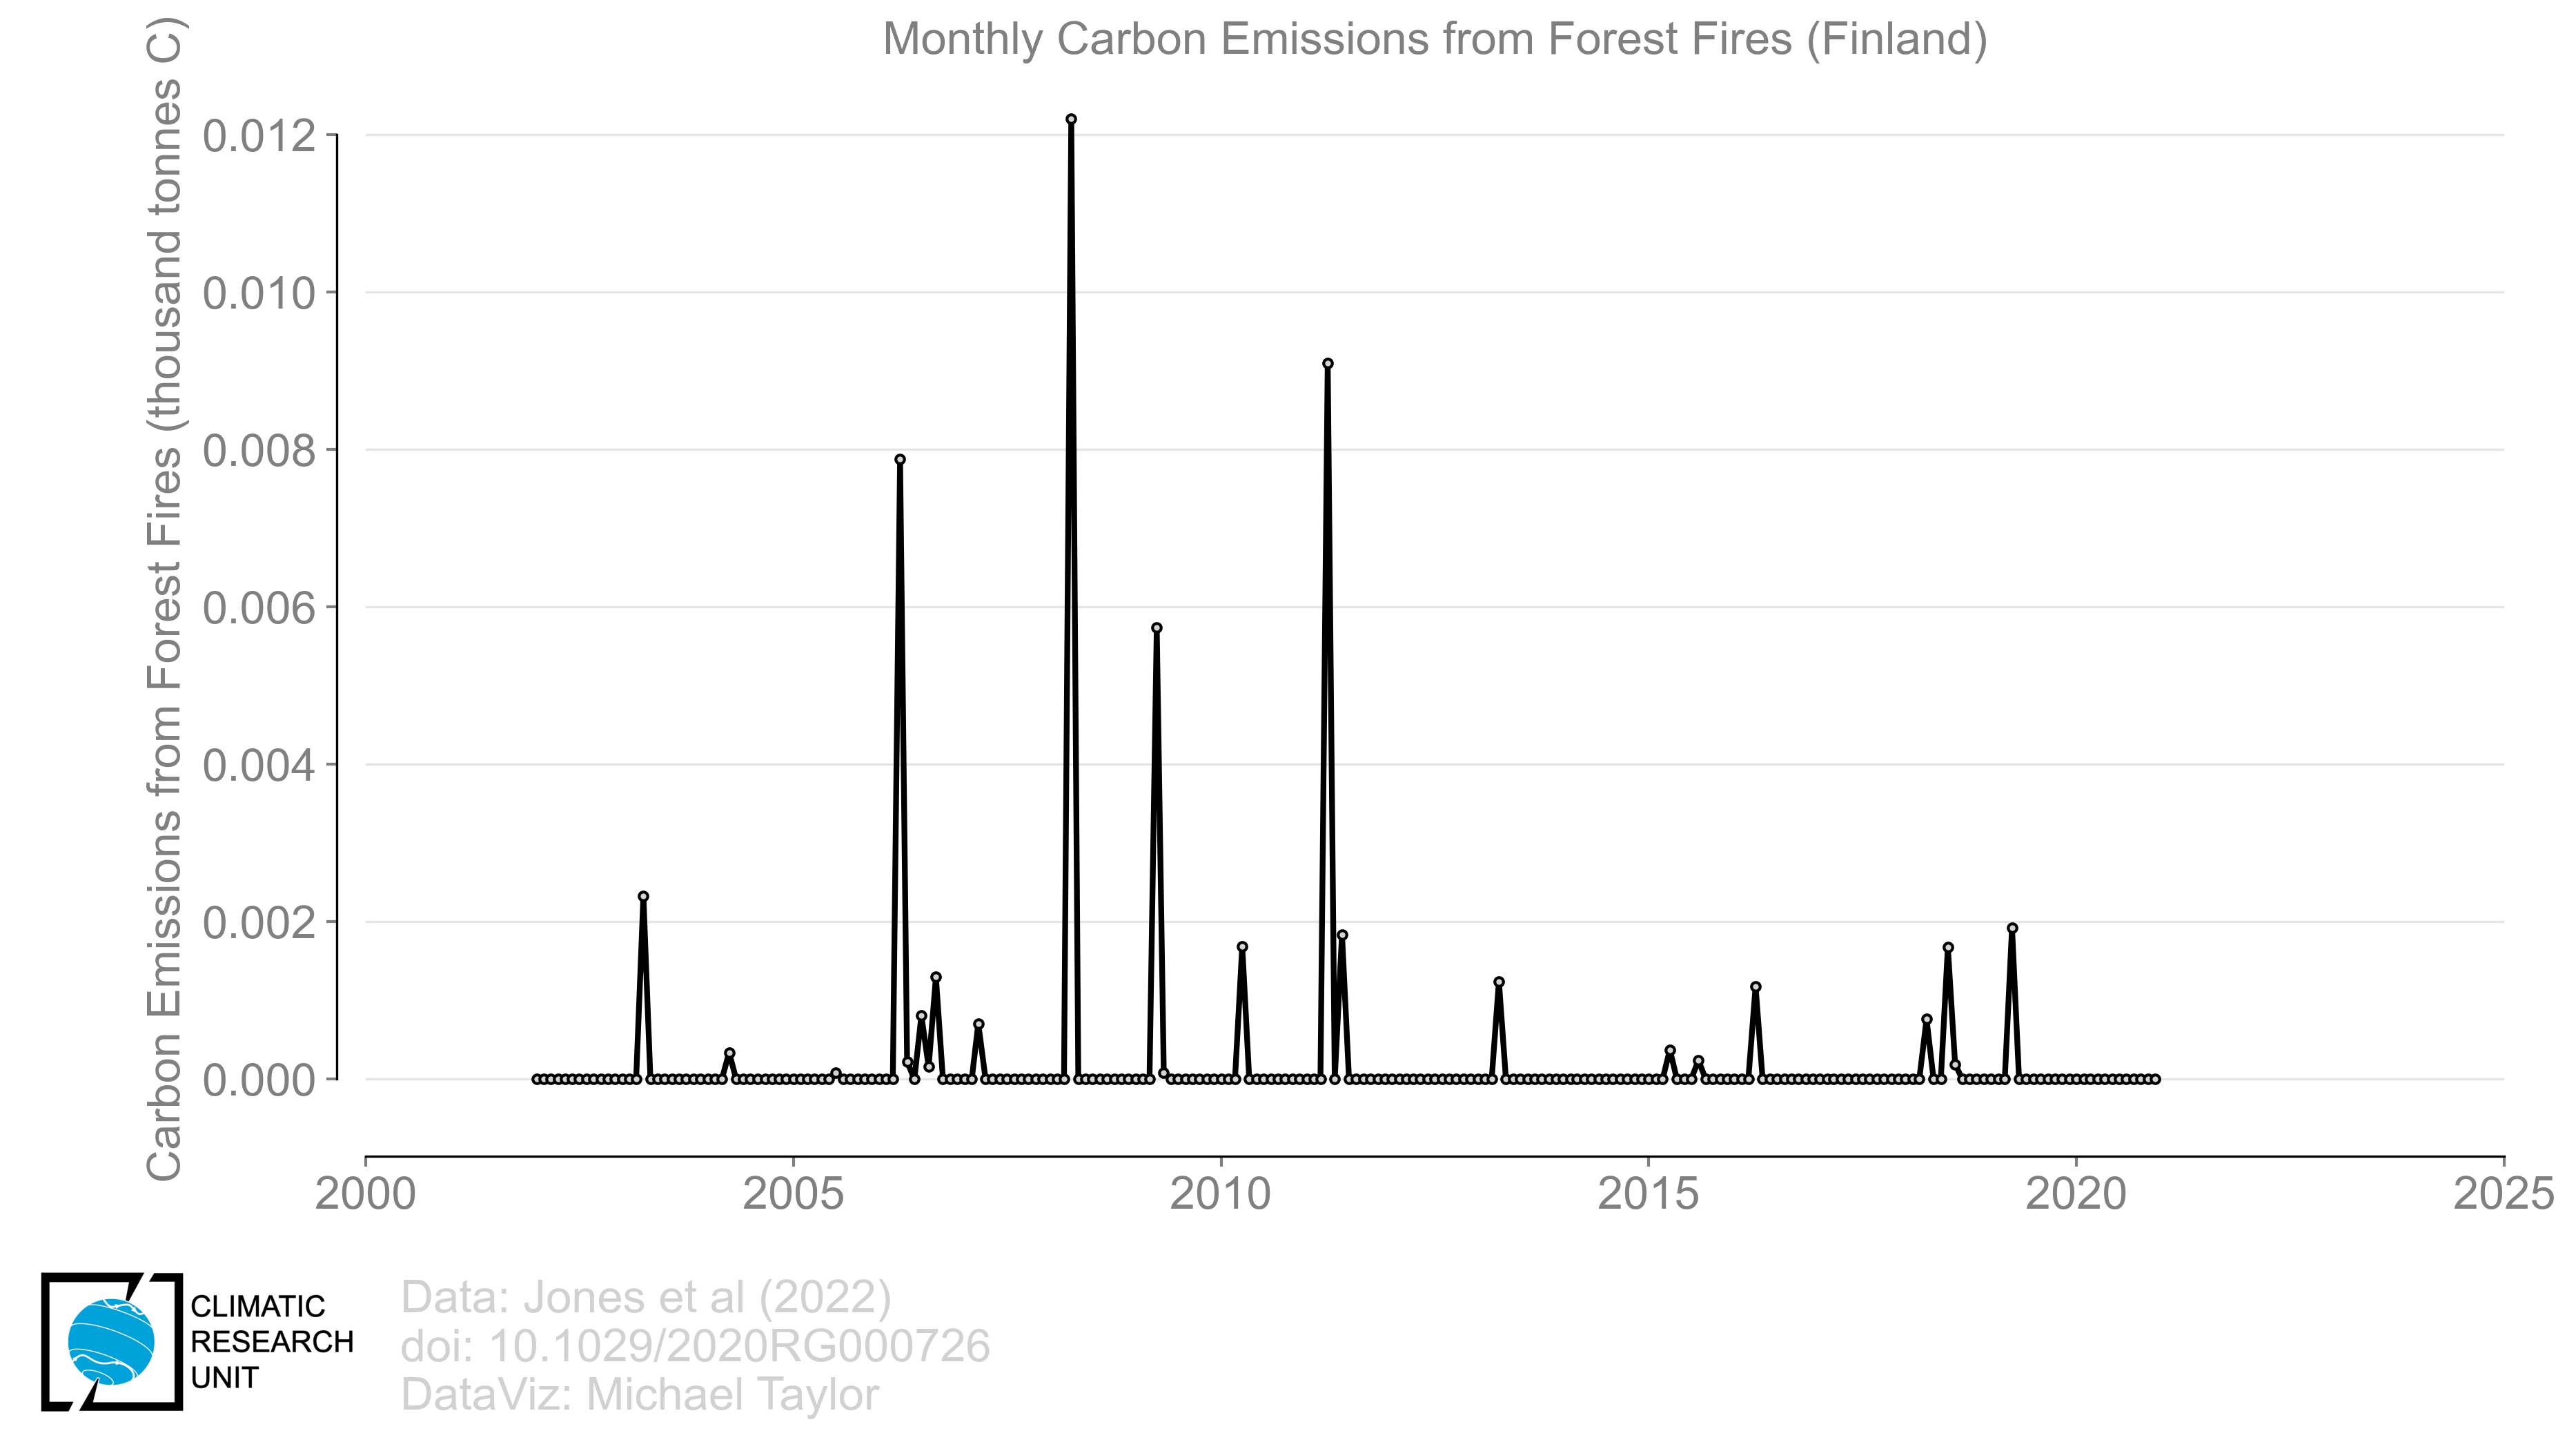 Monthly Carbon Emissions from Forest Fires (Finland)
Carbon Emissions from Forest Fires (thousand tonnes C)
0.012
0.010
0.008
0.006
0.004
0.002
0.000
2000
2005
2010
2015
2020
2025
CLIMATIC
RESEARCH
UNIT
Data: Jones et al (2022)
doi: 10.1029/2020RG000726
DataViz: Michael Taylor